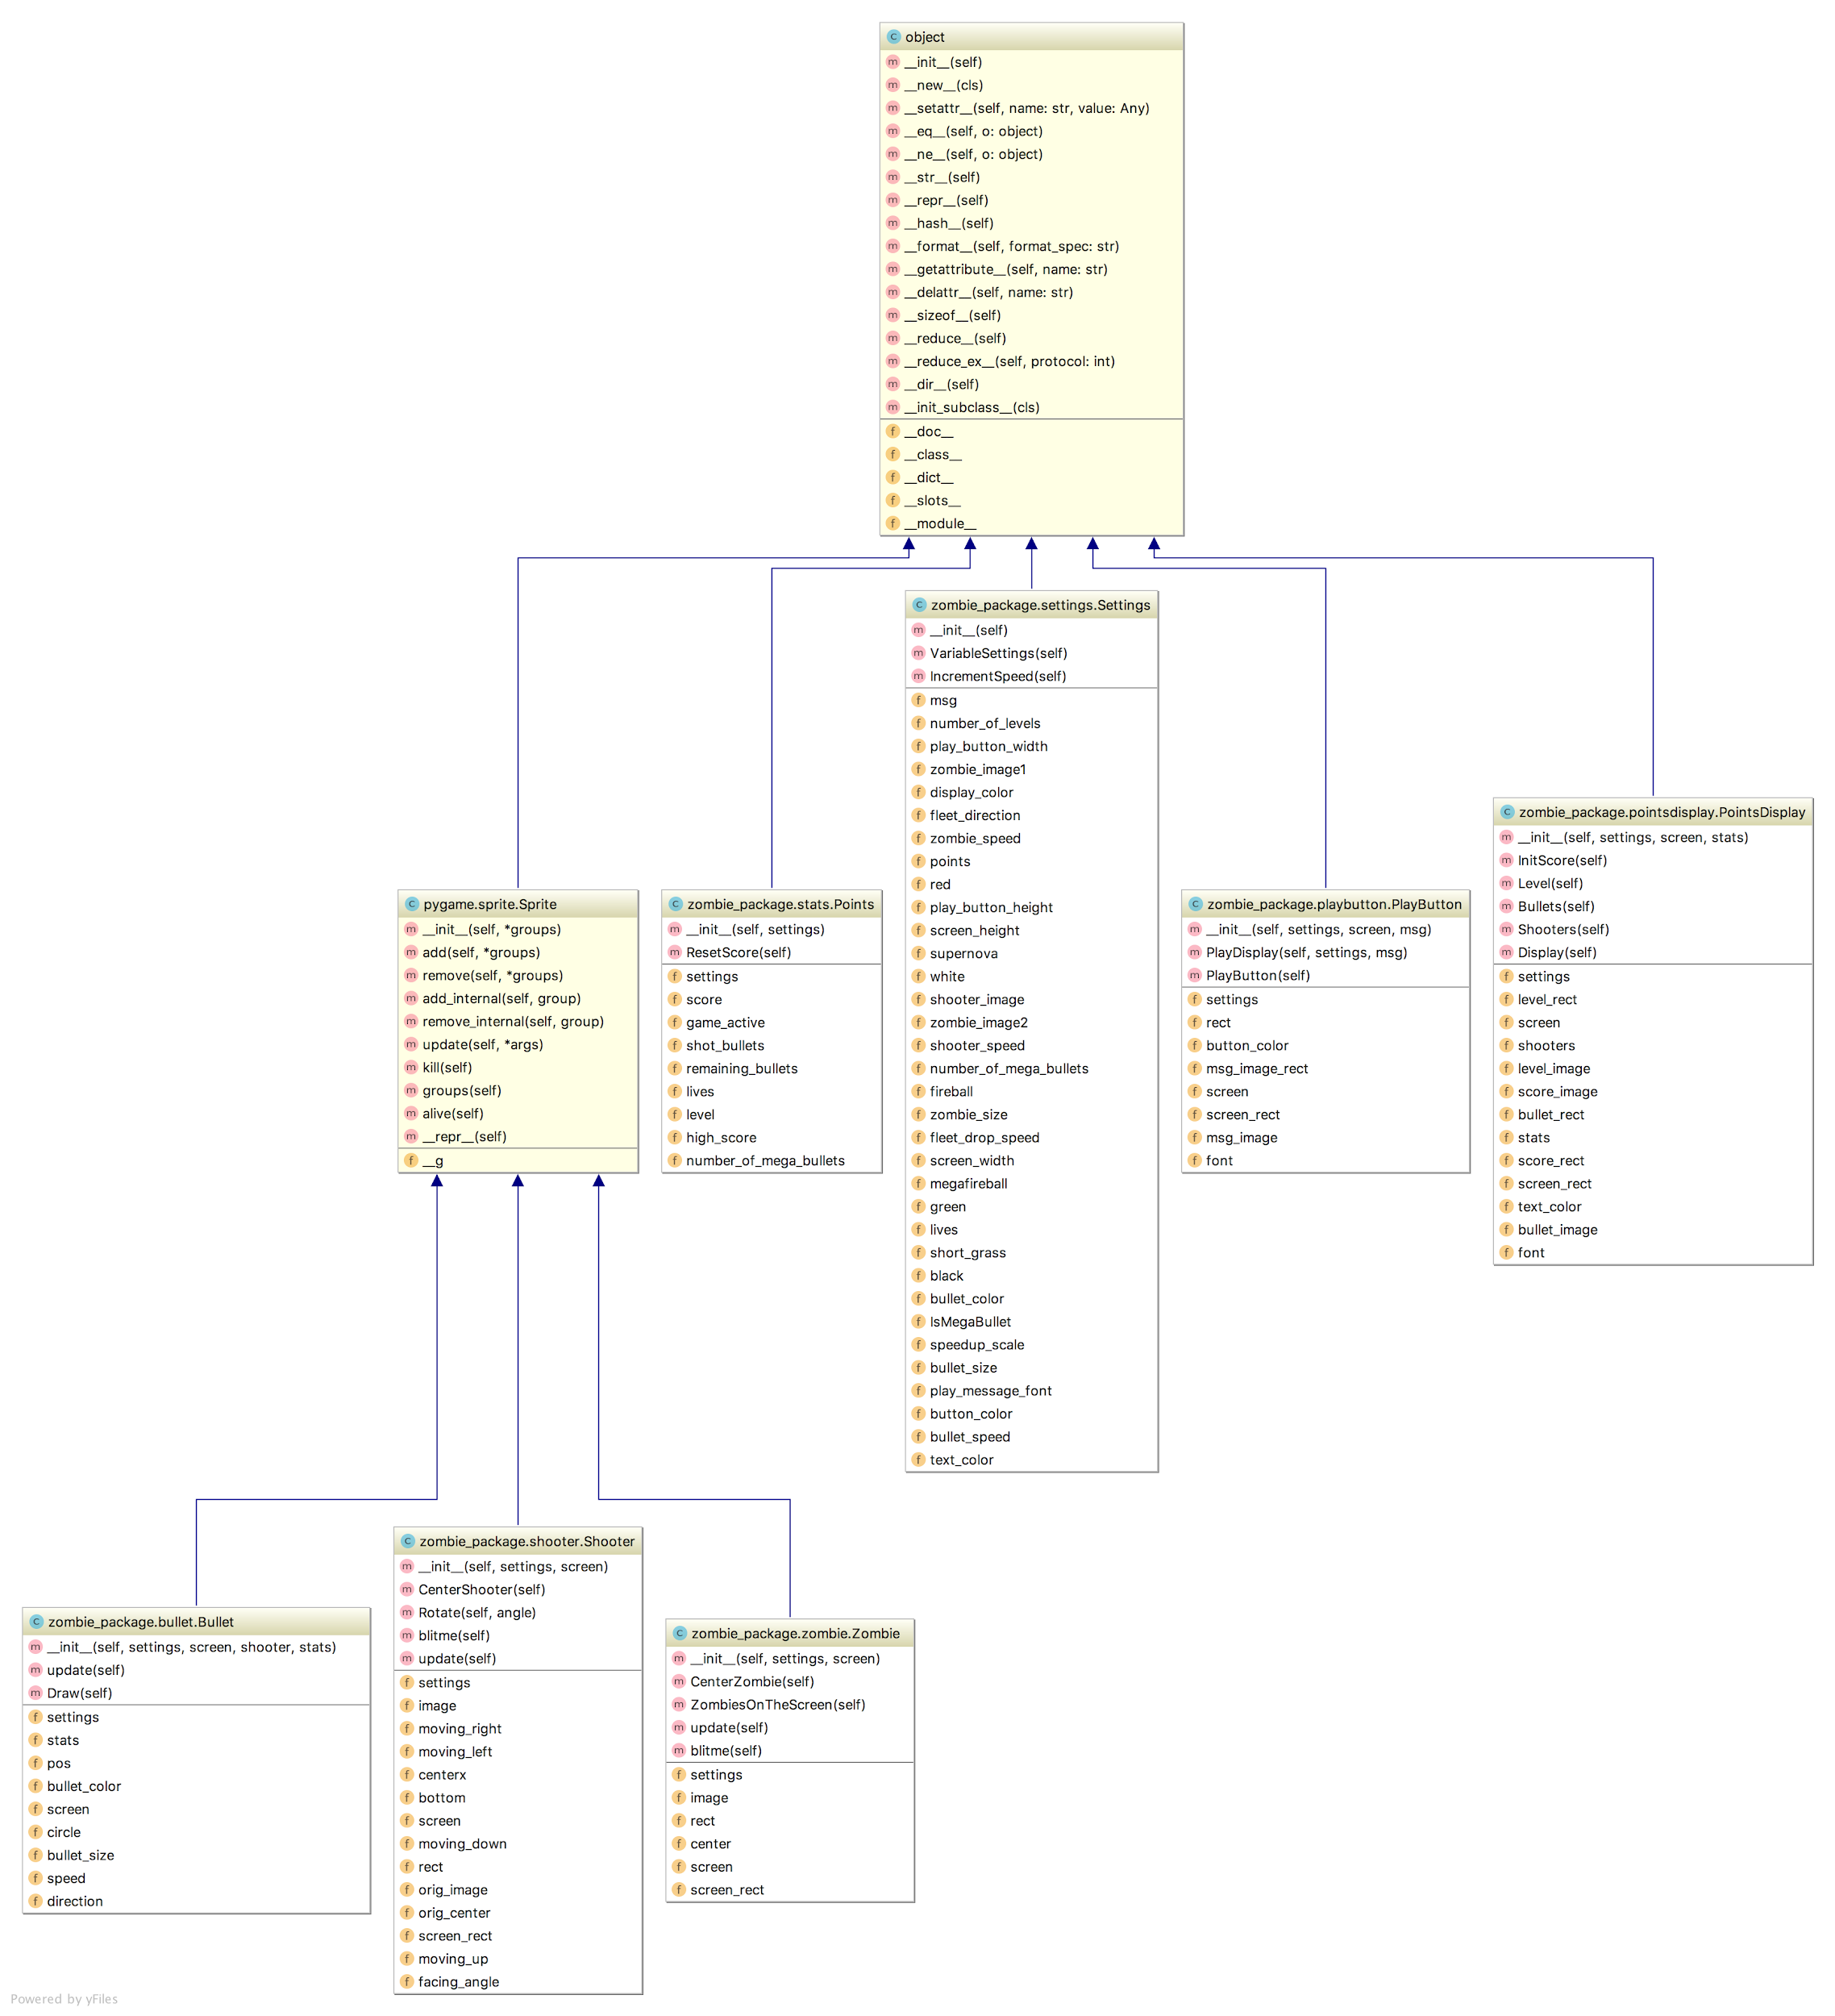 C object
m __init__(self)
m __new__(cls)
m __setattr__(self, name: str, value: Any)
m __eq__(self, o: object)
m __ne__(self, o: object)
m __str__(self)
m __repr__(self)
m __hash__(self)
m __format__(self, format_spec: str)
m __getattribute__(self, name: str)
m __delattr__(self, name: str)
m __sizeof__(self)
m __reduce__(self)
m __reduce_ex__(self, protocol: int)
m __dir__(self)
m __init_subclass__(cls)
f __doc__
f __class__
f __dict__
f __slots__
f __module__
C pygame.sprite.Sprite
m __init__(self, *groups)
m add(self, *groups)
m remove(self, *groups)
m add_internal(self, group)
m remove_internal(self, group)
m update(self, *args)
m kill(self)
m groups(self)
m alive(self)
m __repr__(self)
f __g
C zombie_package.stats.Points
m __init__(self, settings)
m ResetScore(self)
f settings
f score
f game_active
f shot_bullets
f remaining_bullets
f lives
f level
f high_score
f number_of_mega_bullets
C zombie_package.settings.Settings
m __init__(self)
m VariableSettings(self)
m IncrementSpeed(self)
f msg
f number_of_levels
f play_button_width
f zombie_image1
f display_color
f fleet_direction
f zombie_speed
f points
f red
f play_button_height
f screen_height
f supernova
f white
f shooter_image
f zombie_image2
f shooter_speed
f number_of_mega_bullets
f fireball
f zombie_size
f fleet_drop_speed
f screen_width
f megafireball
f green
f lives
f short_grass
f black
f bullet_color
f IsMegaBullet
f speedup_scale
f bullet_size
f play_message_font
f button_color
f bullet_speed
f text_color
C zombie_package.playbutton.PlayButton
m __init__(self, settings, screen, msg)
m PlayDisplay(self, settings, msg)
m PlayButton(self)
f settings
f rect
f button_color
f msg_image_rect
f screen
f screen_rect
f msg_image
f font
C zombie_package.pointsdisplay.PointsDisplay
m __init__(self, settings, screen, stats)
m InitScore(self)
m Level(self)
m Bullets(self)
m Shooters(self)
m Display(self)
f settings
f level_rect
f screen
f shooters
f level_image
f score_image
f bullet_rect
f stats
f score_rect
f screen_rect
f text_color
f bullet_image
f font
C zombie_package.bullet.Bullet
m __init__(self, settings, screen, shooter, stats)
m update(self)
m Draw(self)
f settings
f stats
f pos
f bullet_color
f screen
f circle
f bullet_size
f speed
f direction
C zombie_package.shooter.Shooter
m __init__(self, settings, screen)
m CenterShooter(self)
m Rotate(self, angle)
m blitme(self)
m update(self)
f settings
f image
f moving_right
f moving_left
f centerx
f bottom
f screen
f moving_down
f rect
f orig_image
f orig_center
f screen_rect
f moving_up
f facing_angle
C zombie_package.zombie.Zombie
m __init__(self, settings, screen)
m CenterZombie(self)
m ZombiesOnTheScreen(self)
m update(self)
m blitme(self)
f settings
f image
f rect
f center
f screen
f screen_rect
Powered by yFiles